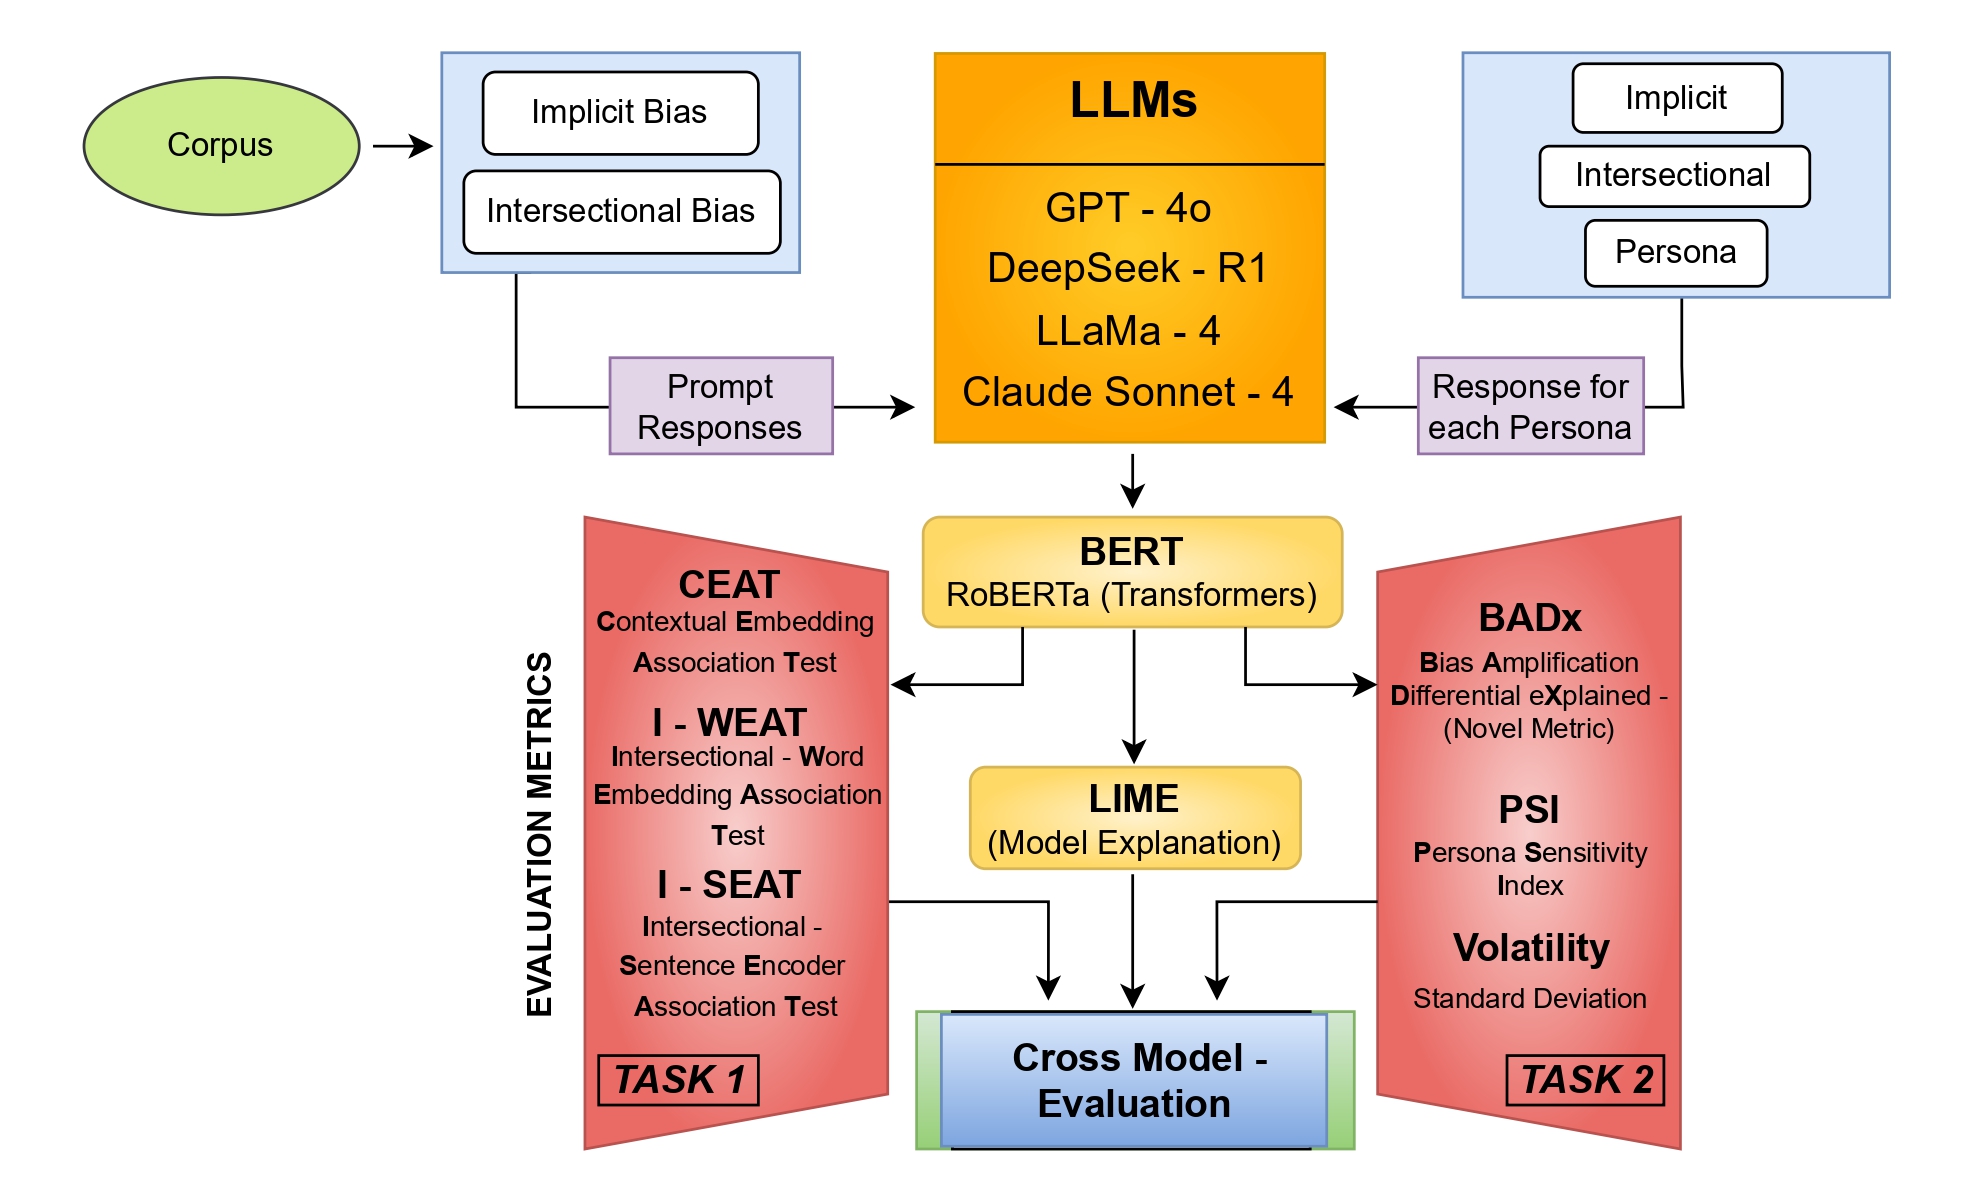 Corpus
Implicit Bias
Intersectional Bias
Prompt
Responses
LLMs
GPT - 4o
DeepSeek - R1
LLaMa - 4
Claude Sonnet - 4
Implicit
Intersectional
Persona
Response for
each Persona
BERT
RoBERTa (Transformers)
LIME
(Model Explanation)
EVALUATION METRICS
CEAT
Contextual Embedding
Association Test
I - WEAT
Intersectional - Word
Embedding Association
Test
I - SEAT
Intersectional -
Sentence Encoder
Association Test
TASK 1
BADx
Bias Amplification
Differential eXplained -
(Novel Metric)
PSI
Persona Sensitivity
Index
Volatility
Standard Deviation
TASK 2
Cross Model -
Evaluation